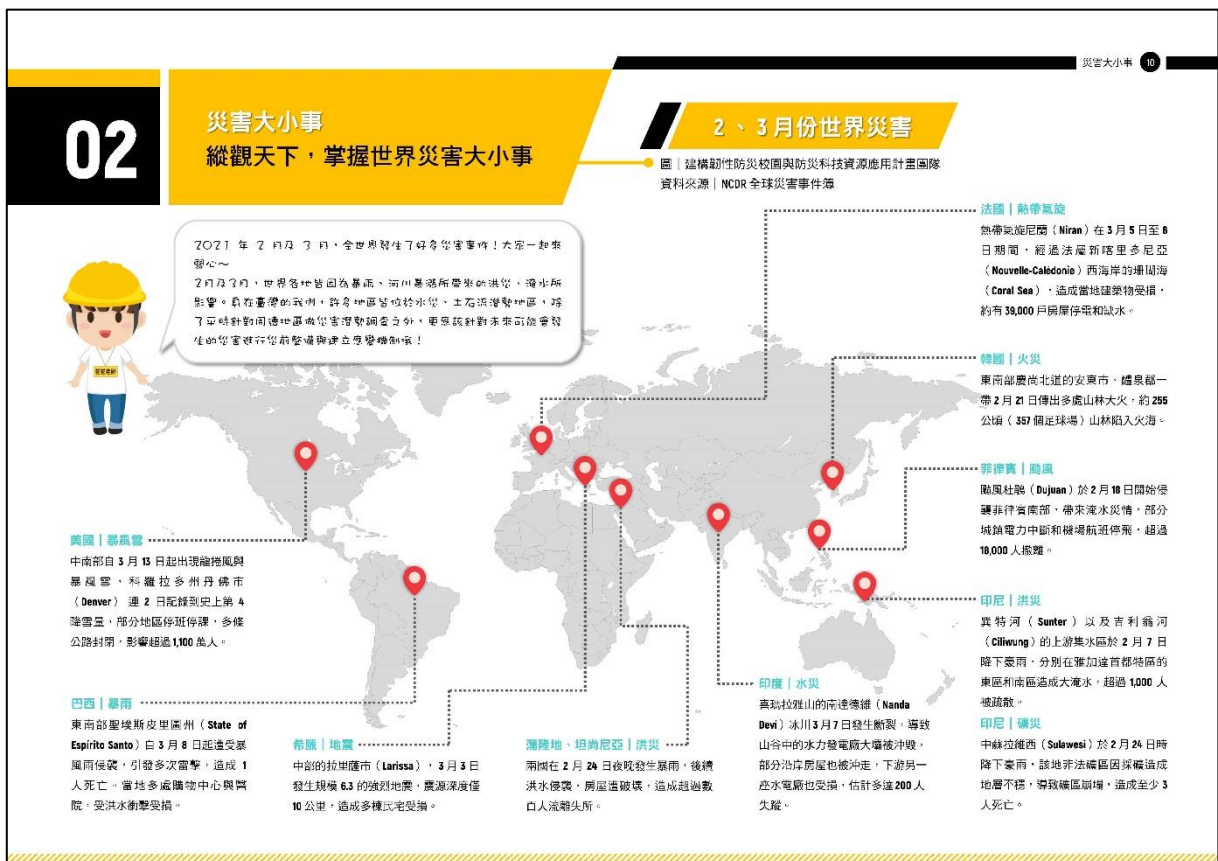 災害大小事 10
02
災害大小事
縱觀天下,掌握世界災害大小事
2、3月份世界災害
圖|建構韌性防災校園與防災科技資源應用計畫團隊
資料來源|NCDR 全球災害事件簿
2021 年 2 月及 3 月,全世界發生了好多災害事件!大家一起來
關心~
2月及3月,世界各地皆因為暴雨、河川暴漲所帶來的洪災、淹水所
影響。身在臺灣的我們,許多地區皆位於水災、土石流潛勢地區,除
了平時針對周遭地區做災害潛勢調查之外,更應該針對未來可能會發
生的災害進行災前整備與建立應變機制唷!
法國|熱帶氣旋
熱帶氣旋尼蘭(Niran)在 3 月 5 日至 6
日期間,經過法屬新喀里多尼亞
(Nouvelle-Calédonie)西海岸的珊瑚海
(Coral Sea),造成當地建築物受損,
約有 39,000 戶房屋停電和缺水。
韓國|火災
東南部慶尚北道的安東市、醴泉郡一
帶 2 月 21 日傳出多處山林大火,約 255
公頃(357 個足球場)山林陷入火海。
菲律賓|颱風
颱風杜鵑(Dujuan)於 2 月 18 日開始侵
襲菲律賓南部,帶來淹水災情,部分
城鎮電力中斷和機場航班停飛,超過
18,000 人撤離。
印尼|洪災
異特河(Sunter)以及吉利翁河
(Ciliwung)的上游集水區於 2 月 7 日
降下豪雨,分別在雅加達首都特區的
東區和南區造成大淹水,超過 1,000 人
被疏散。
印尼|礦災
中蘇拉維西(Sulawesi)於 2 月 24 日時
降下豪雨,該地非法礦區因採礦造成
地層不穩,導致礦區崩塌,造成至少 3
人死亡。
美國|暴風雪
中南部自 3 月 13 日起出現龍捲風與
暴風雪,科羅拉多州丹佛市
(Denver)連 2 日記錄到史上第 4
降雪量,部分地區停班停課,多條
公路封閉,影響超過 1,100 萬人。
巴西|暴雨
東南部聖埃斯皮里圖州(State of
Espírito Santo)自 3 月 8 日起遭受暴
風雨侵襲,引發多次雷擊,造成 1
人死亡。當地多處購物中心與醫
院,受洪水衝擊受損。
希臘|地震
中部的拉里薩市(Larissa),3 月 3 日
發生規模 6.3 的強烈地震,震源深度僅
10 公里,造成多棟民宅受損。
蒲隆地、坦尚尼亞|洪災
兩國在 2 月 24 日夜晚發生暴雨,後續
洪水侵襲,房屋遭破壞,造成超過數
百人流離失所。
印度|水災
喜瑪拉雅山的南達德維(Nanda
Devi)冰川 3 月 7 日發生斷裂,導致
山谷中的水力發電廠大壩被沖毀,
部分沿岸房屋也被沖走,下游另一
座水電廠也受損,估計多達 200 人
失蹤。